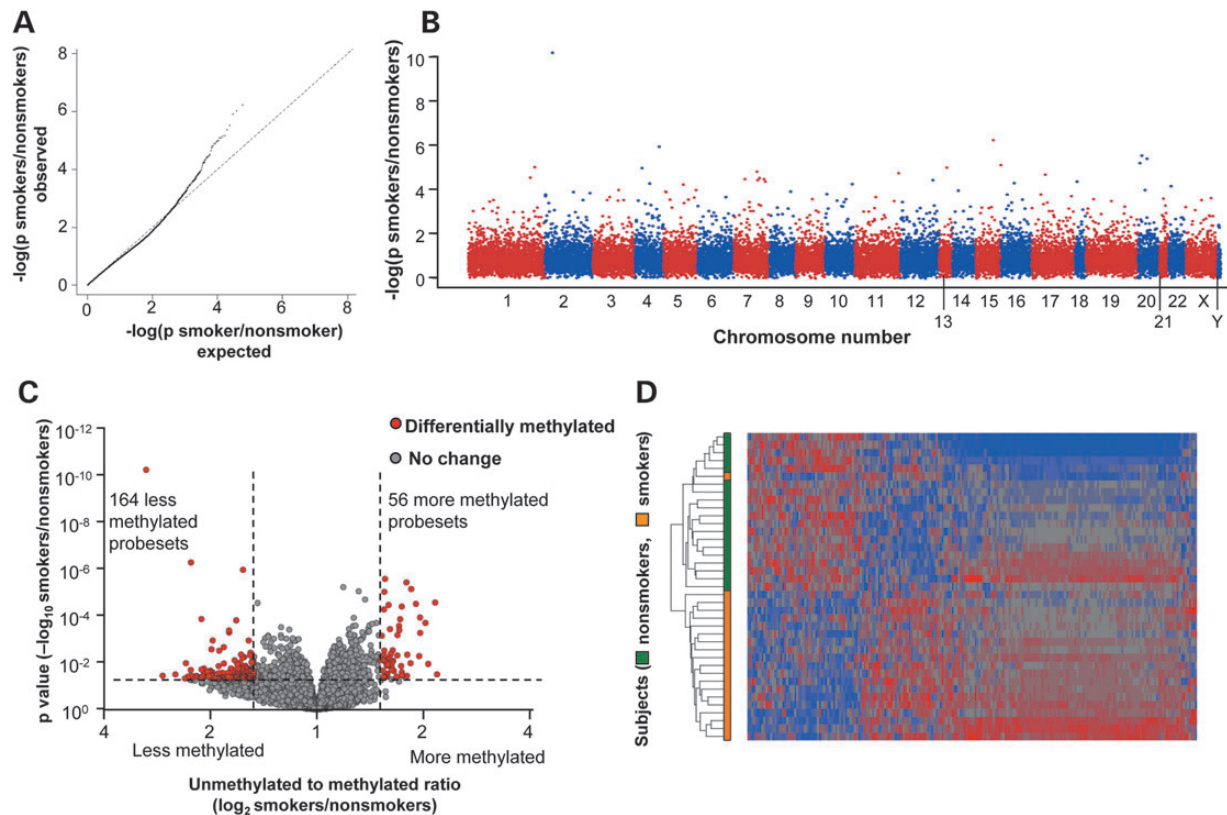 A
-log(p smokers/nonsmokers)
observed
8
6
4
2
0
0 2 4 6 8
-log(p smoker/nonsmoker)
expected
B
-log(p smokers/nonsmokers)
10
8
6
4
2
0
1 2 3 4 5 6 7 8 9 10 11 12 14 15 16 17 18 19 20 22 X
13 21 Y
Chromosome number
C
p value (–log10 smokers/nonsmokers)
10-12
10-10
10-8
10-6
10-4
10-2
100
Differentially methylated
No change
164 less
methylated
probesets
56 more methylated
probesets
4 2 1 2 4
Less methylated
More methylated
Unmethylated to methylated ratio
(log2 smokers/nonsmokers)
D
Subjects ( nonsmokers, smokers)